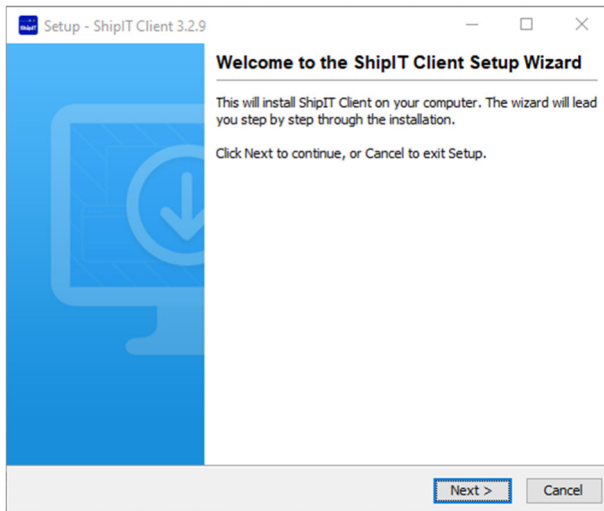 ShipIT
Setup - ShipIT Client 3.2.9
Welcome to the ShipIT Client Setup Wizard
This will install ShipIT Client on your computer. The wizard will lead
you step by step through the installation.
Click Next to continue, or Cancel to exit Setup.
Next >
Cancel